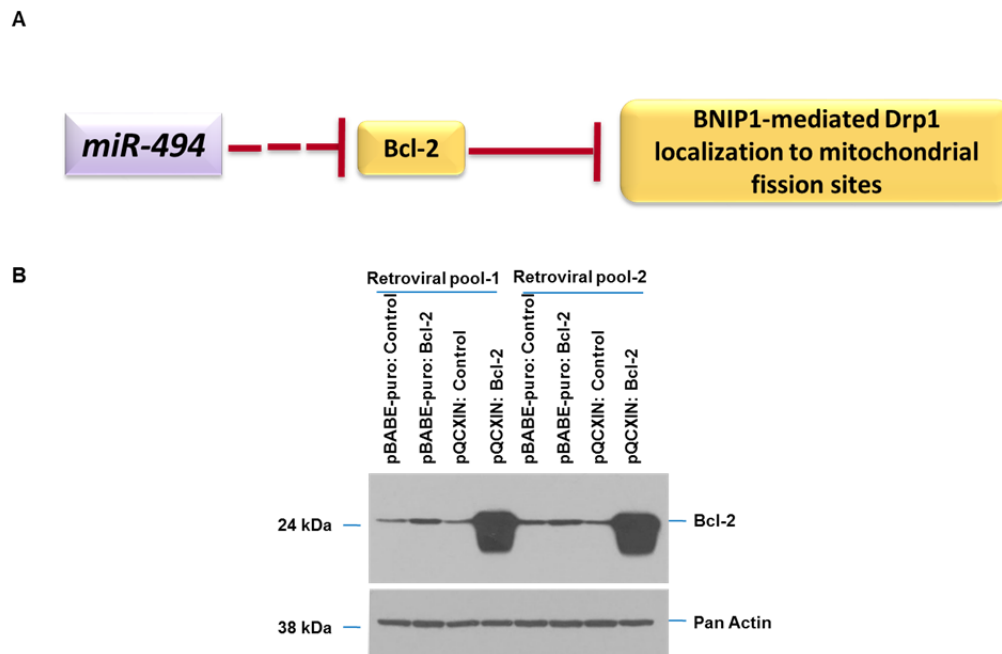 A
miR-494
Bcl-2
BNIP1-mediated Drp1
localization to mitochondrial
fission sites
B
Retroviral pool-1
Retroviral pool-2
pBABE-puro: Control
pBABE-puro: Bcl-2
pQCXIN: Control
pQCXIN: Bcl-2
pBABE-puro: Control
pBABE-puro: Bcl-2
pQCXIN: Control
pQCXIN: Bcl-2
24 kDa
Bcl-2
38 kDa
Pan Actin